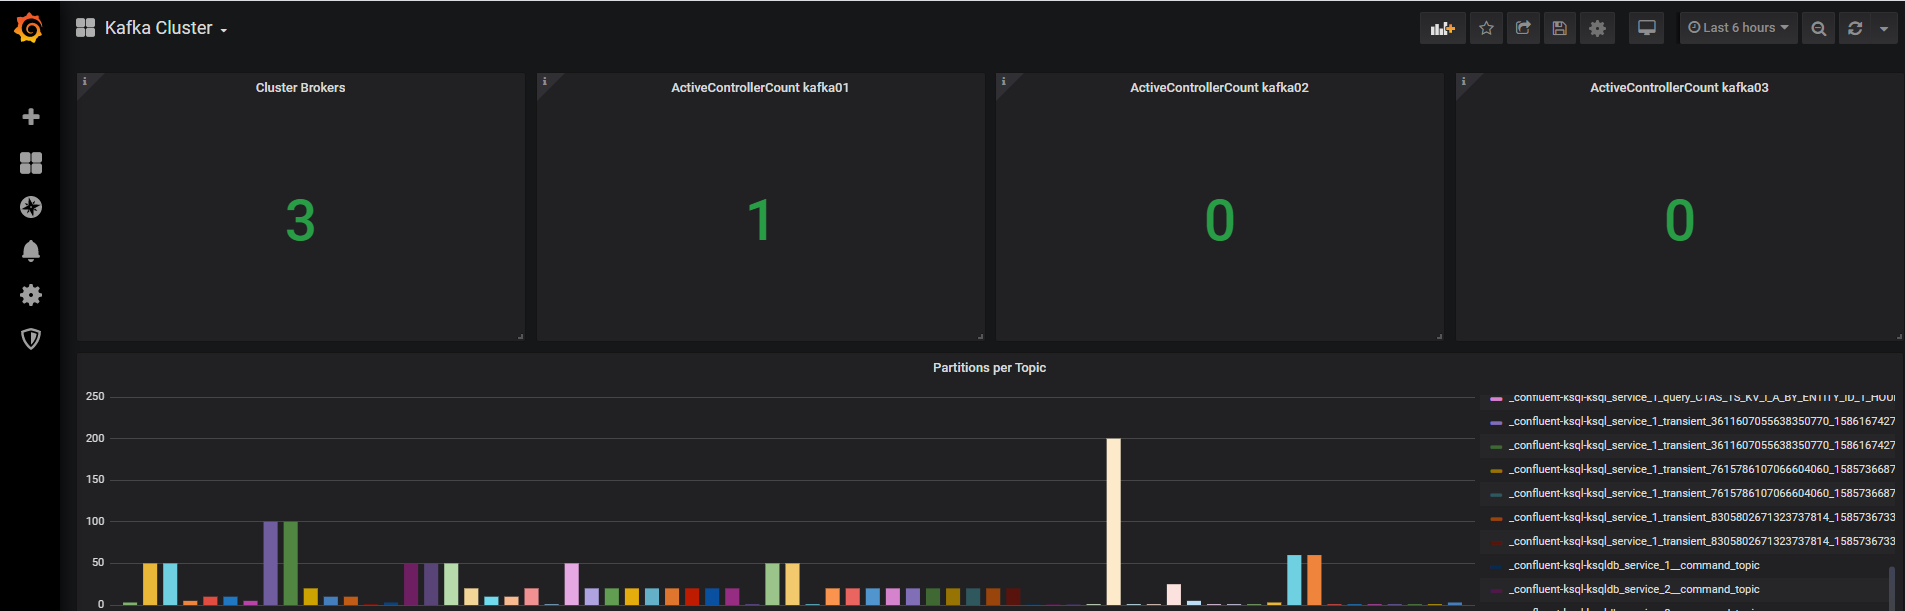 Kafka Cluster
Last 6 hours
Cluster Brokers
ActiveControllerCount kafka01
ActiveControllerCount kafka02
ActiveControllerCount kafka03
3
1
0
0
Partitions per Topic
250
200
150
100
50
0
_confluent-ksql-ksql_service_1_query_CTAS_TS_KV_I_A_BY_ENTITY_ID_1_HOUR
_confluent-ksql-ksql_service_1_transient_3611607055638350770_1586167427
_confluent-ksql-ksql_service_1_transient_3611607055638350770_1586167427
_confluent-ksql-ksql_service_1_transient_7615786107066604060_1585736687
_confluent-ksql-ksql_service_1_transient_7615786107066604060_1585736687
_confluent-ksql-ksql_service_1_transient_8305802671323737814_1585736733
_confluent-ksql-ksql_service_1_transient_8305802671323737814_1585736733
_confluent-ksql-ksqldb_service_1__command_topic
_confluent-ksql-ksqldb_service_2__command_topic